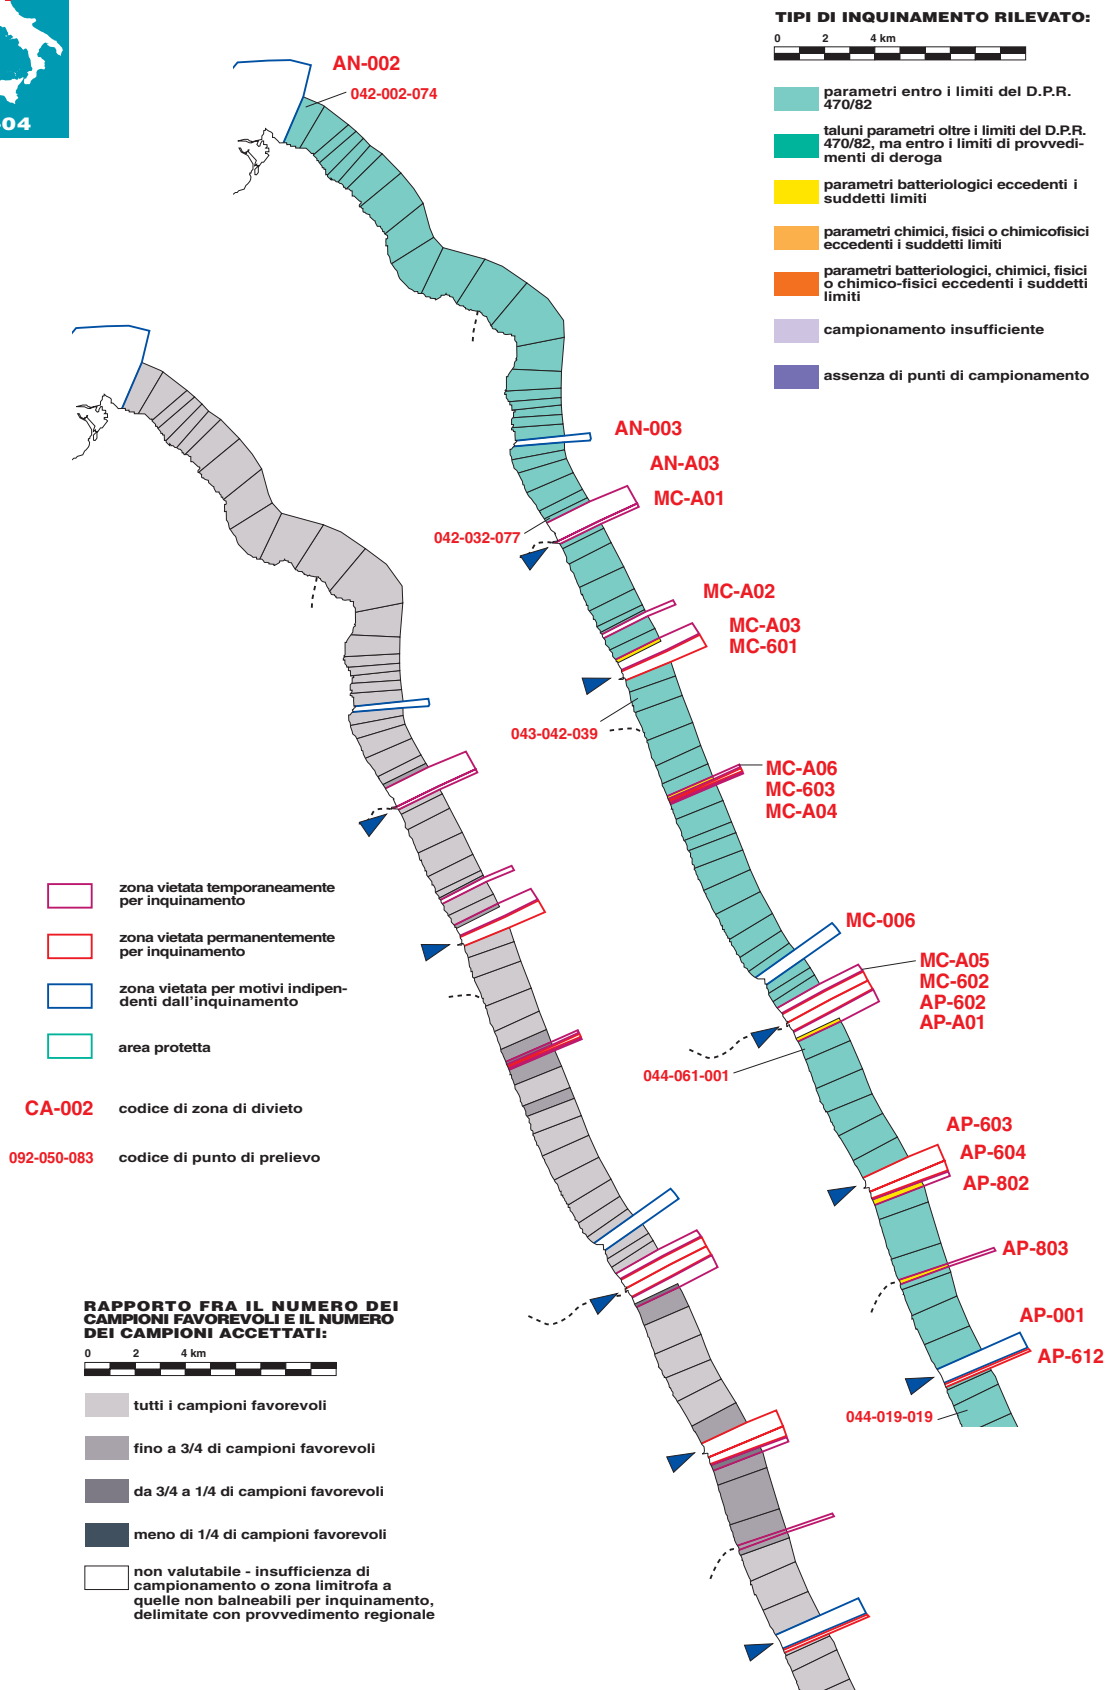 04
TIPI DI INQUINAMENTO RILEVATO:
0 2 4 km
parametri entro i limiti del D.P.R.
470/82
taluni parametri oltre i limiti del D.P.R.
470/82, ma entro i limiti di provvedi-
menti di deroga
parametri batteriologici eccedenti i
suddetti limiti
parametri chimici, fisici o chimicofisici
eccedenti i suddetti limiti
parametri batteriologici, chimici, fisici
o chimico-fisici eccedenti i suddetti
limiti
campionamento insufficiente
assenza di punti di campionamento
AN-002
042-002-074
AN-003
AN-A03
MC-A01
042-032-077
MC-A02
MC-A03
MC-601
043-042-039
MC-A06
MC-603
MC-A04
MC-006
MC-A05
MC-602
AP-602
AP-A01
044-061-001
AP-603
AP-604
AP-802
AP-803
AP-001
AP-612
044-019-019
zona vietata temporaneamente
per inquinamento
zona vietata permanentemente
per inquinamento
zona vietata per motivi indipen-
denti dall'inquinamento
area protetta
CA-002 codice di zona di divieto
092-050-083 codice di punto di prelievo
RAPPORTO FRA IL NUMERO DEI
CAMPIONI FAVOREVOLI E IL NUMERO
DEI CAMPIONI ACCETTATI:
0 2 4 km
tutti i campioni favorevoli
fino a 3/4 di campioni favorevoli
da 3/4 a 1/4 di campioni favorevoli
meno di 1/4 di campioni favorevoli
non valutabile - insufficienza di
campionamento o zona limitrofa a
quelle non balneabili per inquinamento,
delimitate con provvedimento regionale